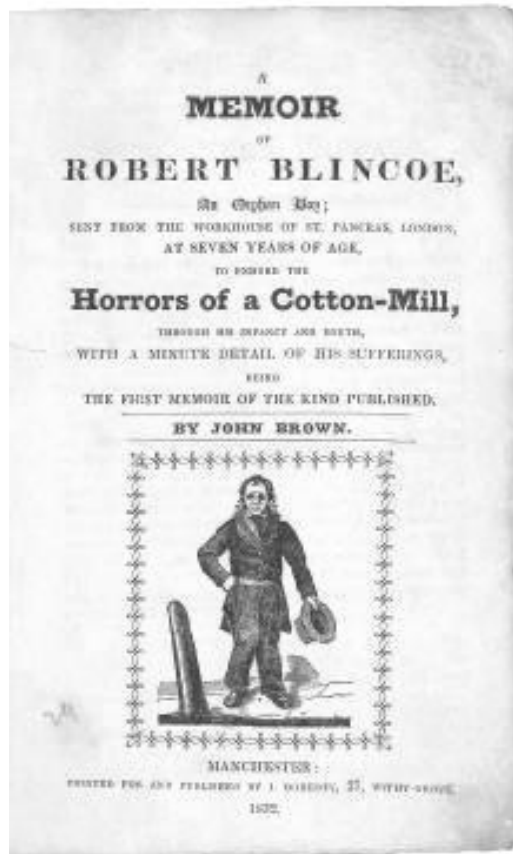 A
MEMOIR
OF
ROBERT BLINCOE,
An Orphan Boy;
SENT FROM THE WORKHOUSE OF ST. PANCRAS, LONDON,
AT SEVEN YEARS OF AGE,
TO ENDURE THE
Horrors of a Cotton-Mill,
THROUGH HIS INFANCY AND YOUTH,
WITH A MINUTE DETAIL OF HIS SUFFERINGS,
BEING
THE FIRST MEMOIR OF THE KIND PUBLISHED.
BY JOHN BROWN.
MANCHESTER:
PRINTED FOR AND PUBLISHED BY J. DOHERTY, 37, WITHY-GROVE.
1832.